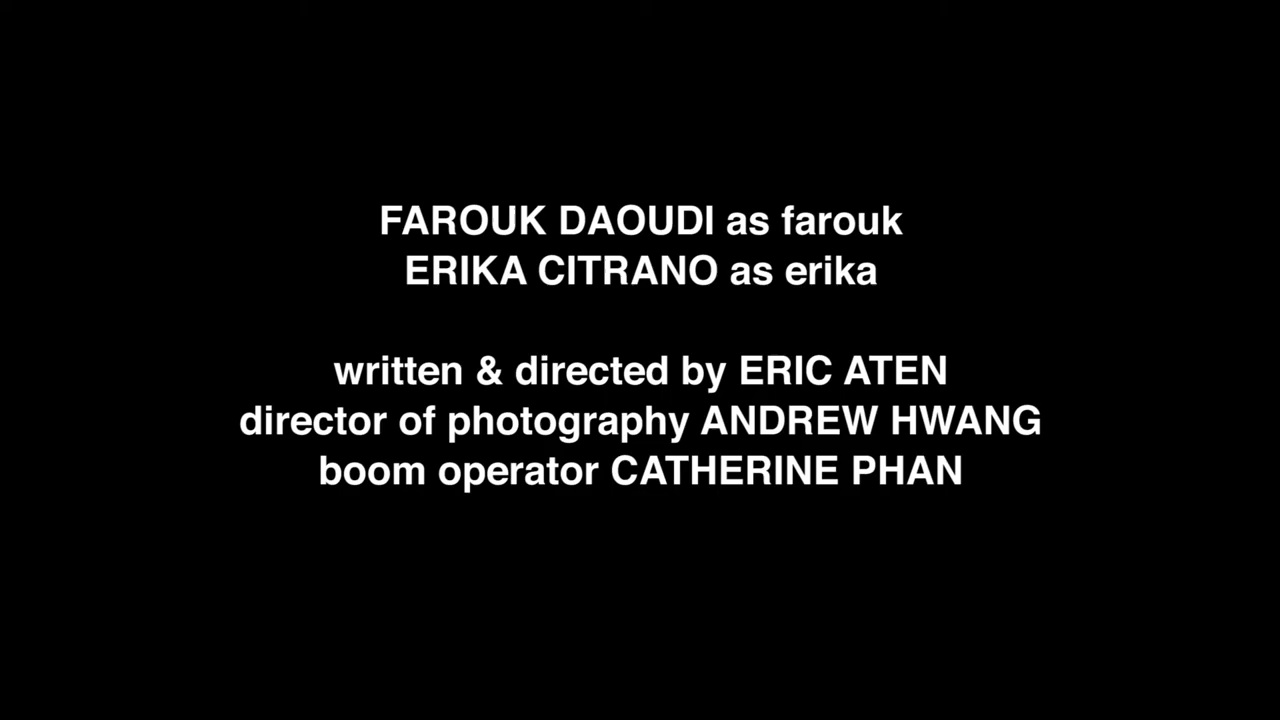 FAROUK DAOUDI as farouk
ERIKA CITRANO as erika
written & directed by ERIC ATEN
director of photography ANDREW HWANG
boom operator CATHERINE PHAN